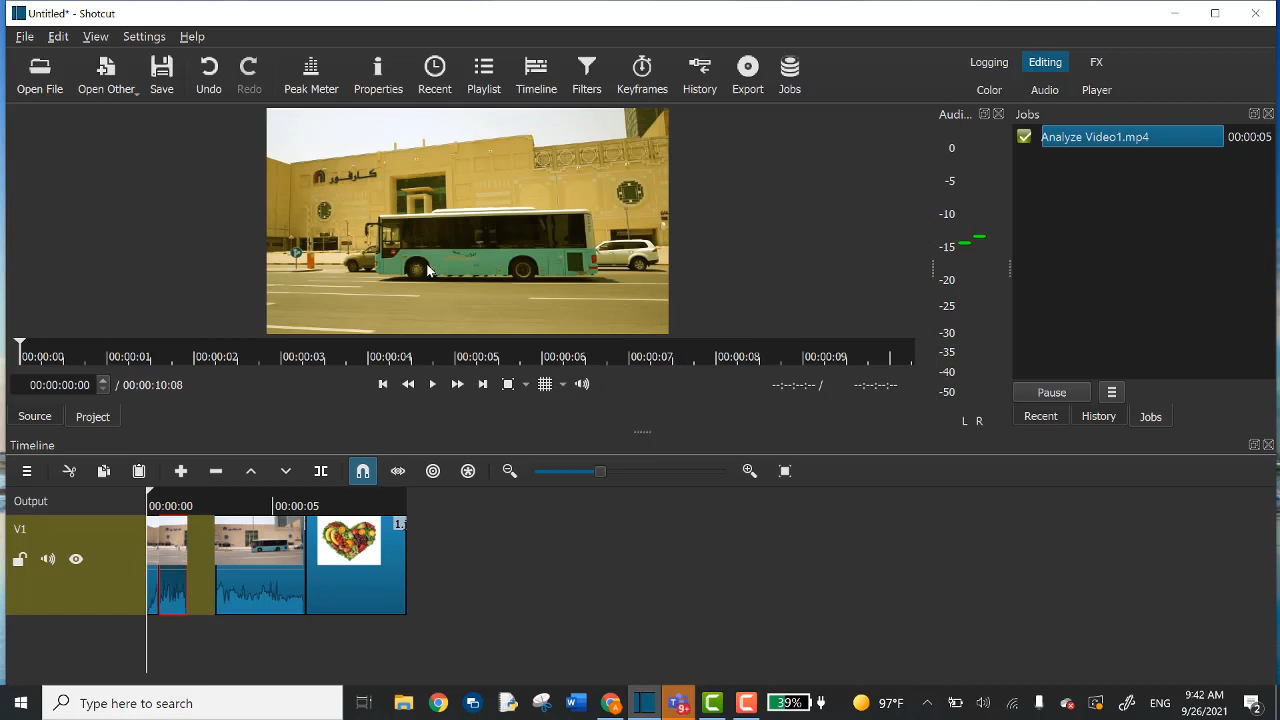 Untitled* - Shotcut
File Edit View Settings Help
Open File Open Other Save Undo Redo Peak Meter Properties Recent Playlist Timeline Filters Keyframes History Export Jobs
Logging Editing FX
Color Audio Player
كارفور
Audi...
0
-5
-10
-15
-20
-25
-30
-35
-40
-50
L R
Jobs
Analyze Video1.mp4 00:00:05
Pause
Recent History Jobs
00:00:00 00:00:01 00:00:02 00:00:03 00:00:04 00:00:05 00:00:06 00:00:07 00:00:08 00:00:09
00:00:00:00 / 00:00:10:08
--:--:--:-- / --:--:--:--
Source Project
Timeline
Output
00:00:00 00:00:05
V1
1.j
Type here to search
39%
9+
97°F
ENG
9:42 AM
9/26/2021
2